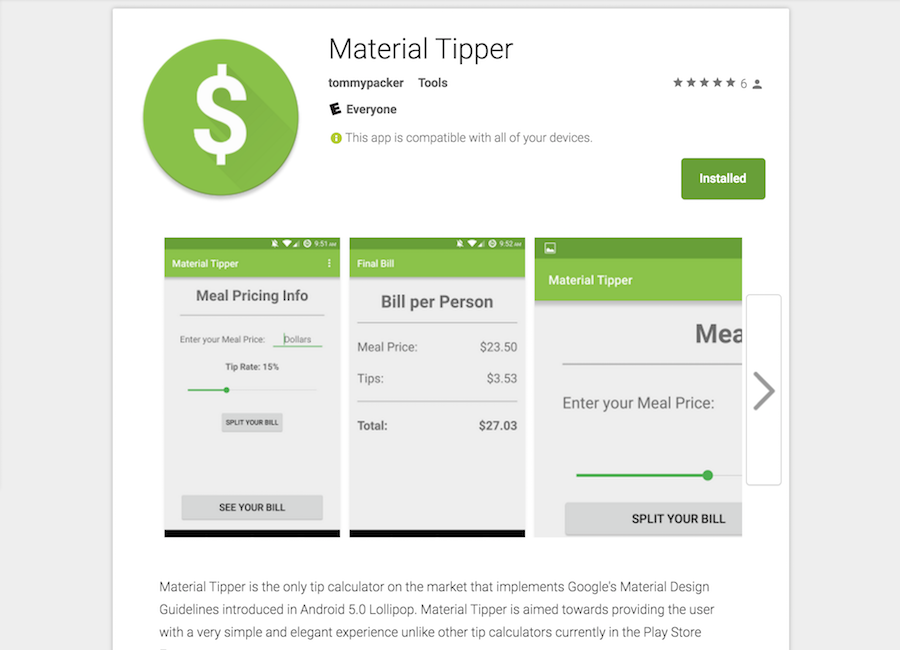 $
Material Tipper
tommypacker Tools
6
Everyone
This app is compatible with all of your devices.
Installed
9:51 AM
Material Tipper
Meal Pricing Info
Enter your Meal Price: Dollars
Tip Rate: 15%
SPLIT YOUR BILL
SEE YOUR BILL
9:52 AM
Final Bill
Bill per Person
Meal Price: $23.50
Tips: $3.53
Total: $27.03
Material Tipper
Mea
Enter your Meal Price:
SPLIT YOUR BILL
Material Tipper is the only tip calculator on the market that implements Google's Material Design
Guidelines introduced in Android 5.0 Lollipop. Material Tipper is aimed towards providing the user
with a very simple and elegant experience unlike other tip calculators currently in the Play Store